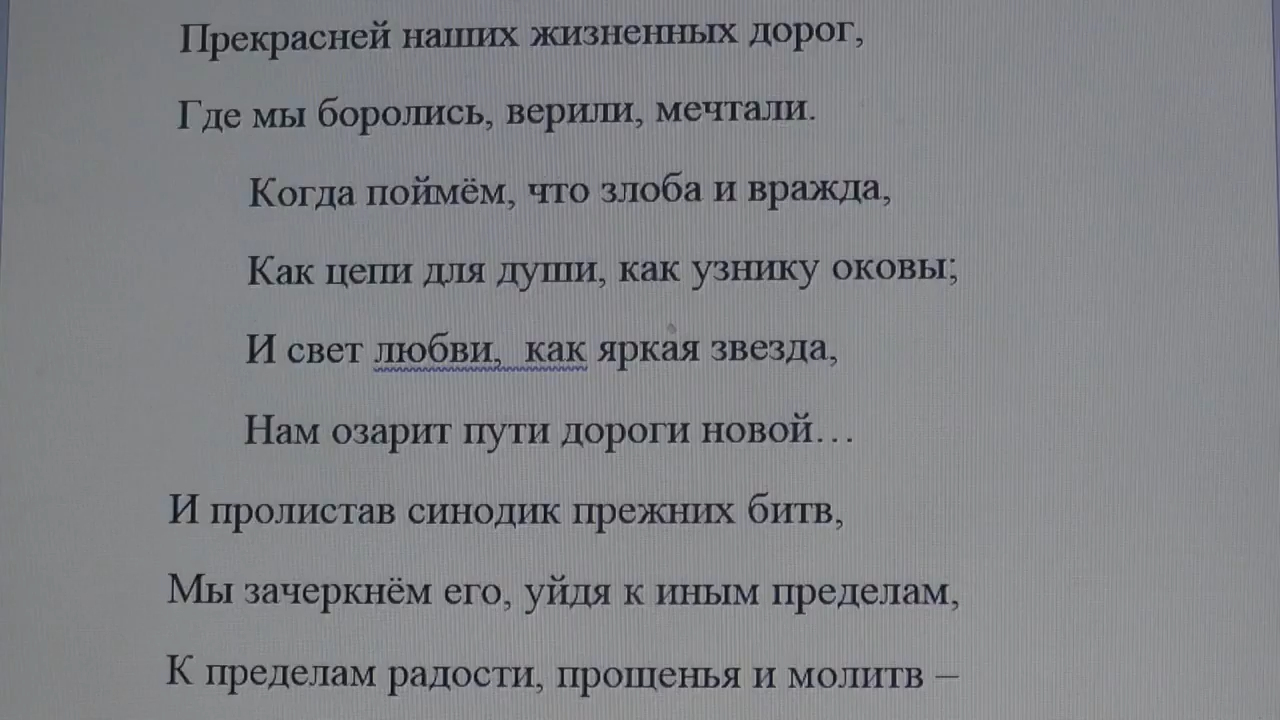 Прекрасней наших жизненных дорог,
Где мы боролись, верили, мечтали.
Когда поймём, что злоба и вражда,
Как цепи для души, как узнику оковы;
И свет любви,  как яркая звезда,
Нам озарит пути дороги новой…
И пролистав синодик прежних битв,
Мы зачеркнём его, уйдя к иным пределам,
К пределам радости, прощенья и молитв –